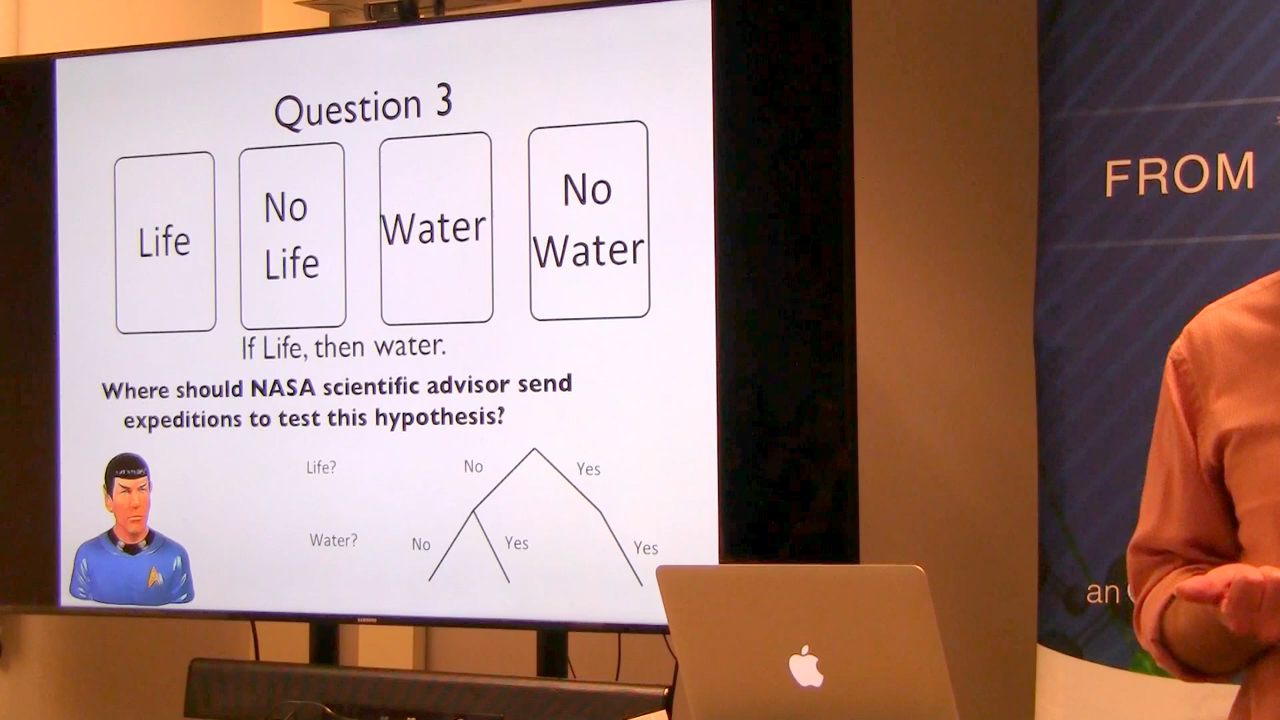 Question 3
Life
No
Life
Water
No
Water
If Life, then water.
Where should NASA scientific advisor send
expeditions to test this hypothesis?
Life?
No
Yes
Water?
No
Yes
Yes
SAMSUNG
FROM
an